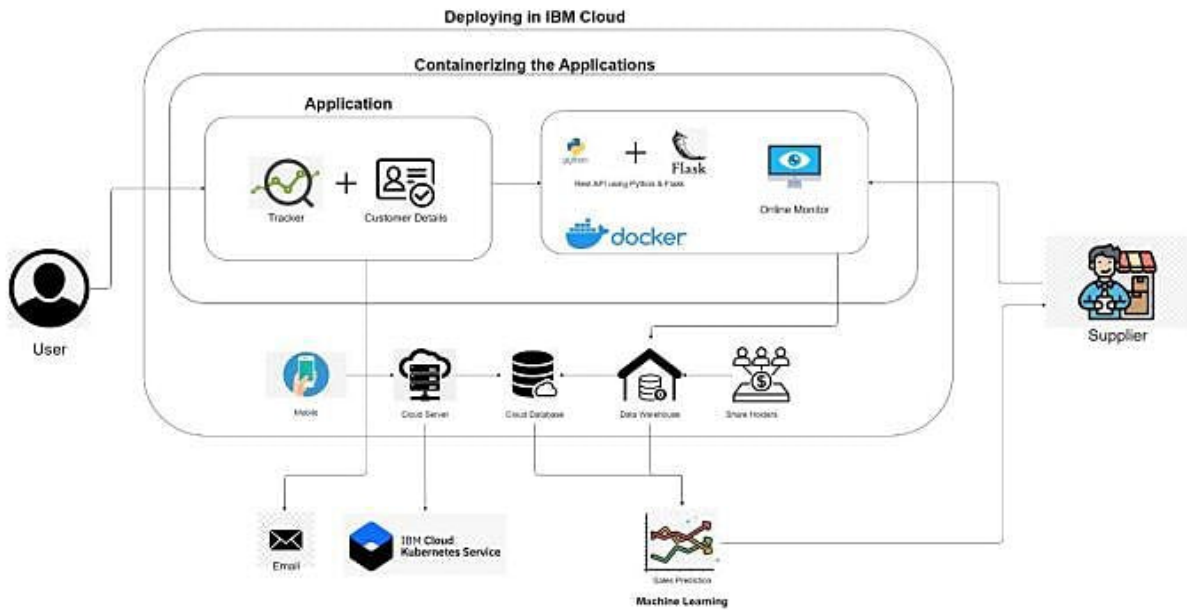 Deploying in IBM Cloud
Containerizing the Applications
Application
Tracker
Customer Details
python
Flask
Rest API using Python & Flask
docker
Online Monitor
User
Supplier
Mobile
Cloud Server
Cloud Database
Data Warehouse
Share Holders
Email
IBM Cloud
Kubernetes Service
Sales Prediction
Machine Learning